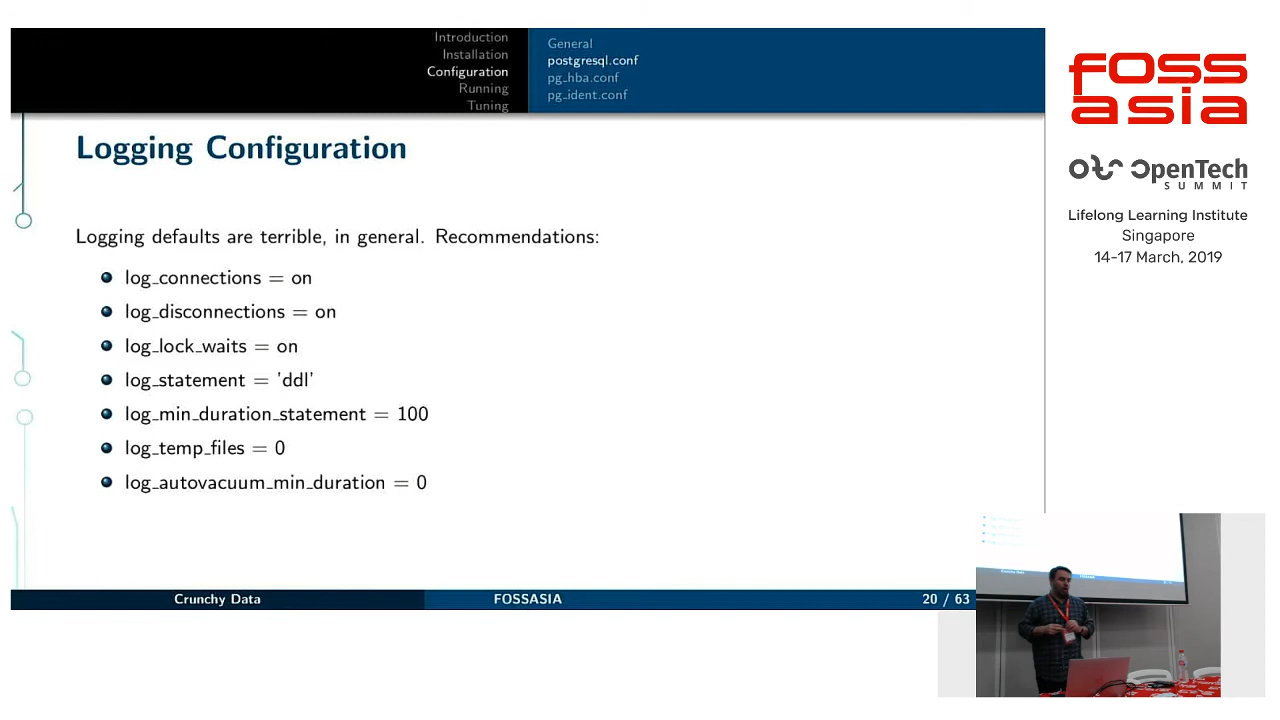 Introduction
Installation
Configuration
Running
Tuning
General
postgresql.conf
pg_hba.conf
pg_ident.conf
Logging Configuration
Logging defaults are terrible, in general. Recommendations:
log_connections = on
log_disconnections = on
log_lock_waits = on
log_statement = 'ddl'
log_min_duration_statement = 100
log_temp_files = 0
log_autovacuum_min_duration = 0
Crunchy Data
FOSSASIA
20 / 63
FOSS
asia
OpenTech
SUMMIT
Lifelong Learning Institute
Singapore
14-17 March, 2019